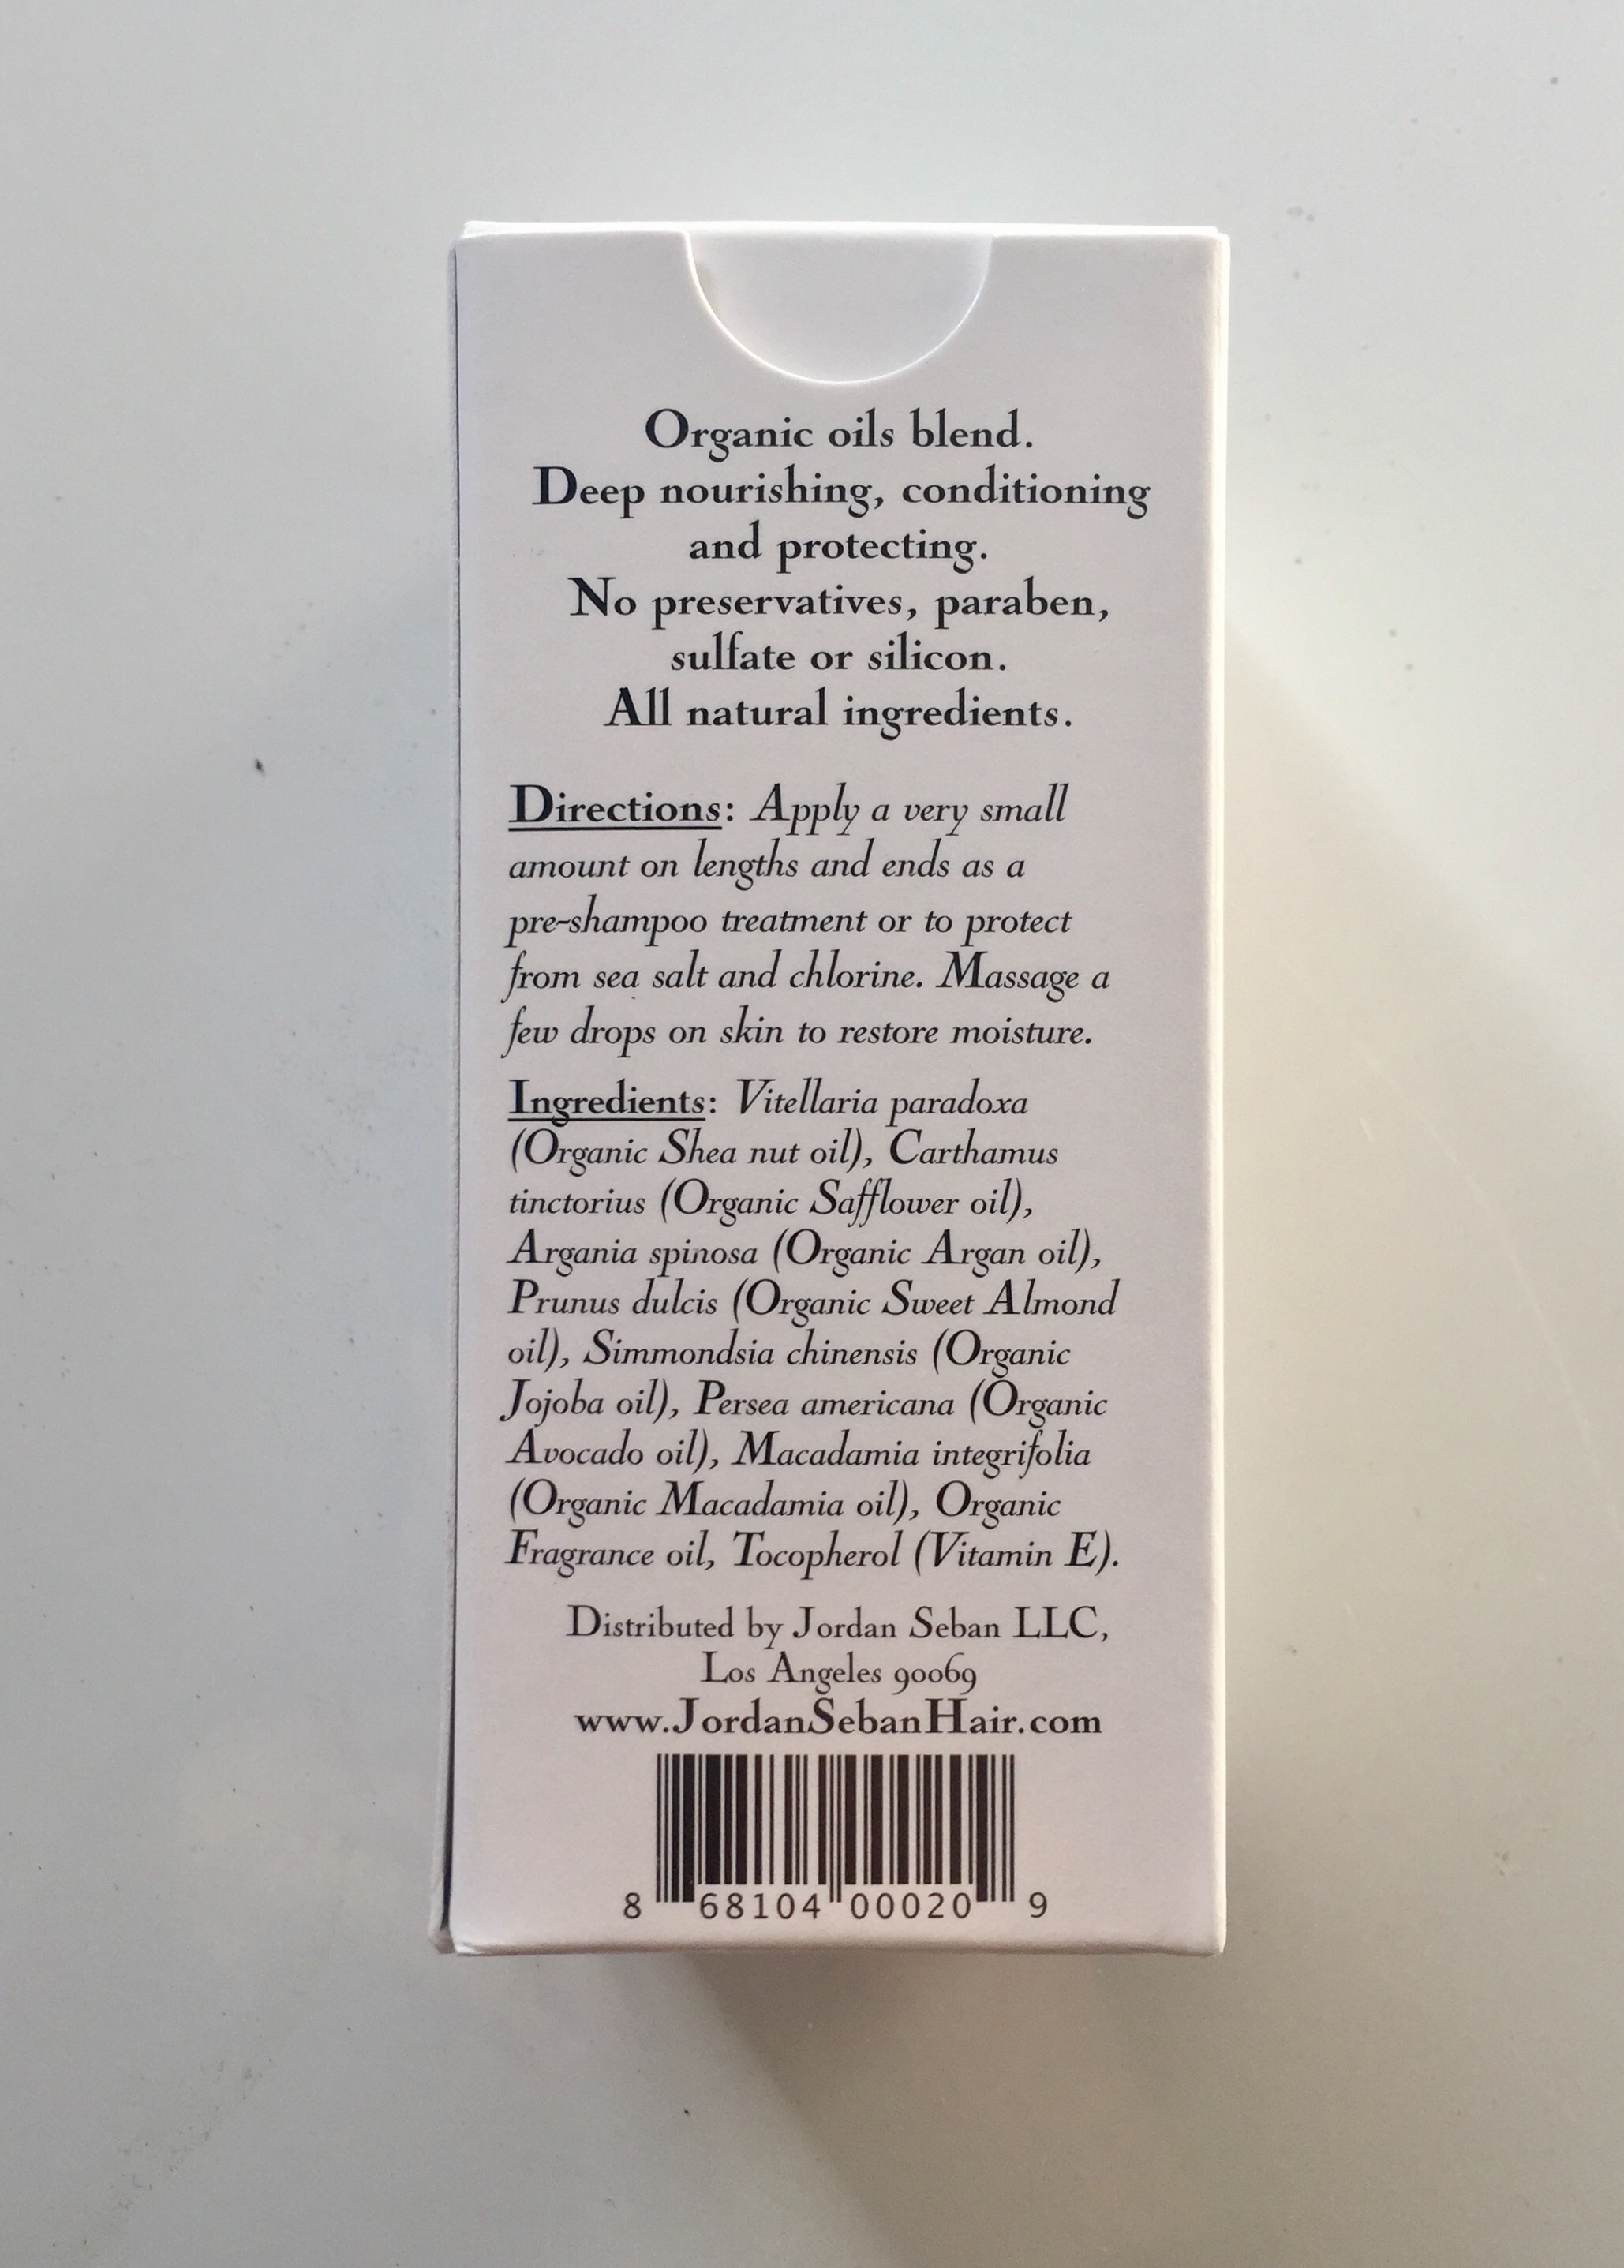 Organic oils blend.
Deep nourishing, conditioning
and protecting.
No preservatives, paraben,
sulfate or silicon.
All natural ingredients.
Directions: Apply a very small
amount on lengths and ends as a
pre-shampoo treatment or to protect
from sea salt and chlorine. Massage a
few drops on skin to restore moisture.
Ingredients: Vitellaria paradoxa
(Organic Shea nut oil), Carthamus
tinctorius (Organic Safflower oil),
Argania spinosa (Organic Argan oil),
Prunus dulcis (Organic Sweet Almond
oil), Simmondsia chinensis (Organic
Jojoba oil), Persea americana (Organic
Avocado oil), Macadamia integrifolia
(Organic Macadamia oil), Organic
Fragrance oil, Tocopherol (Vitamin E).
Distributed by Jordan Seban LLC,
Los Angeles 90069
www.JordanSebanHair.com
8 68104 00020 9